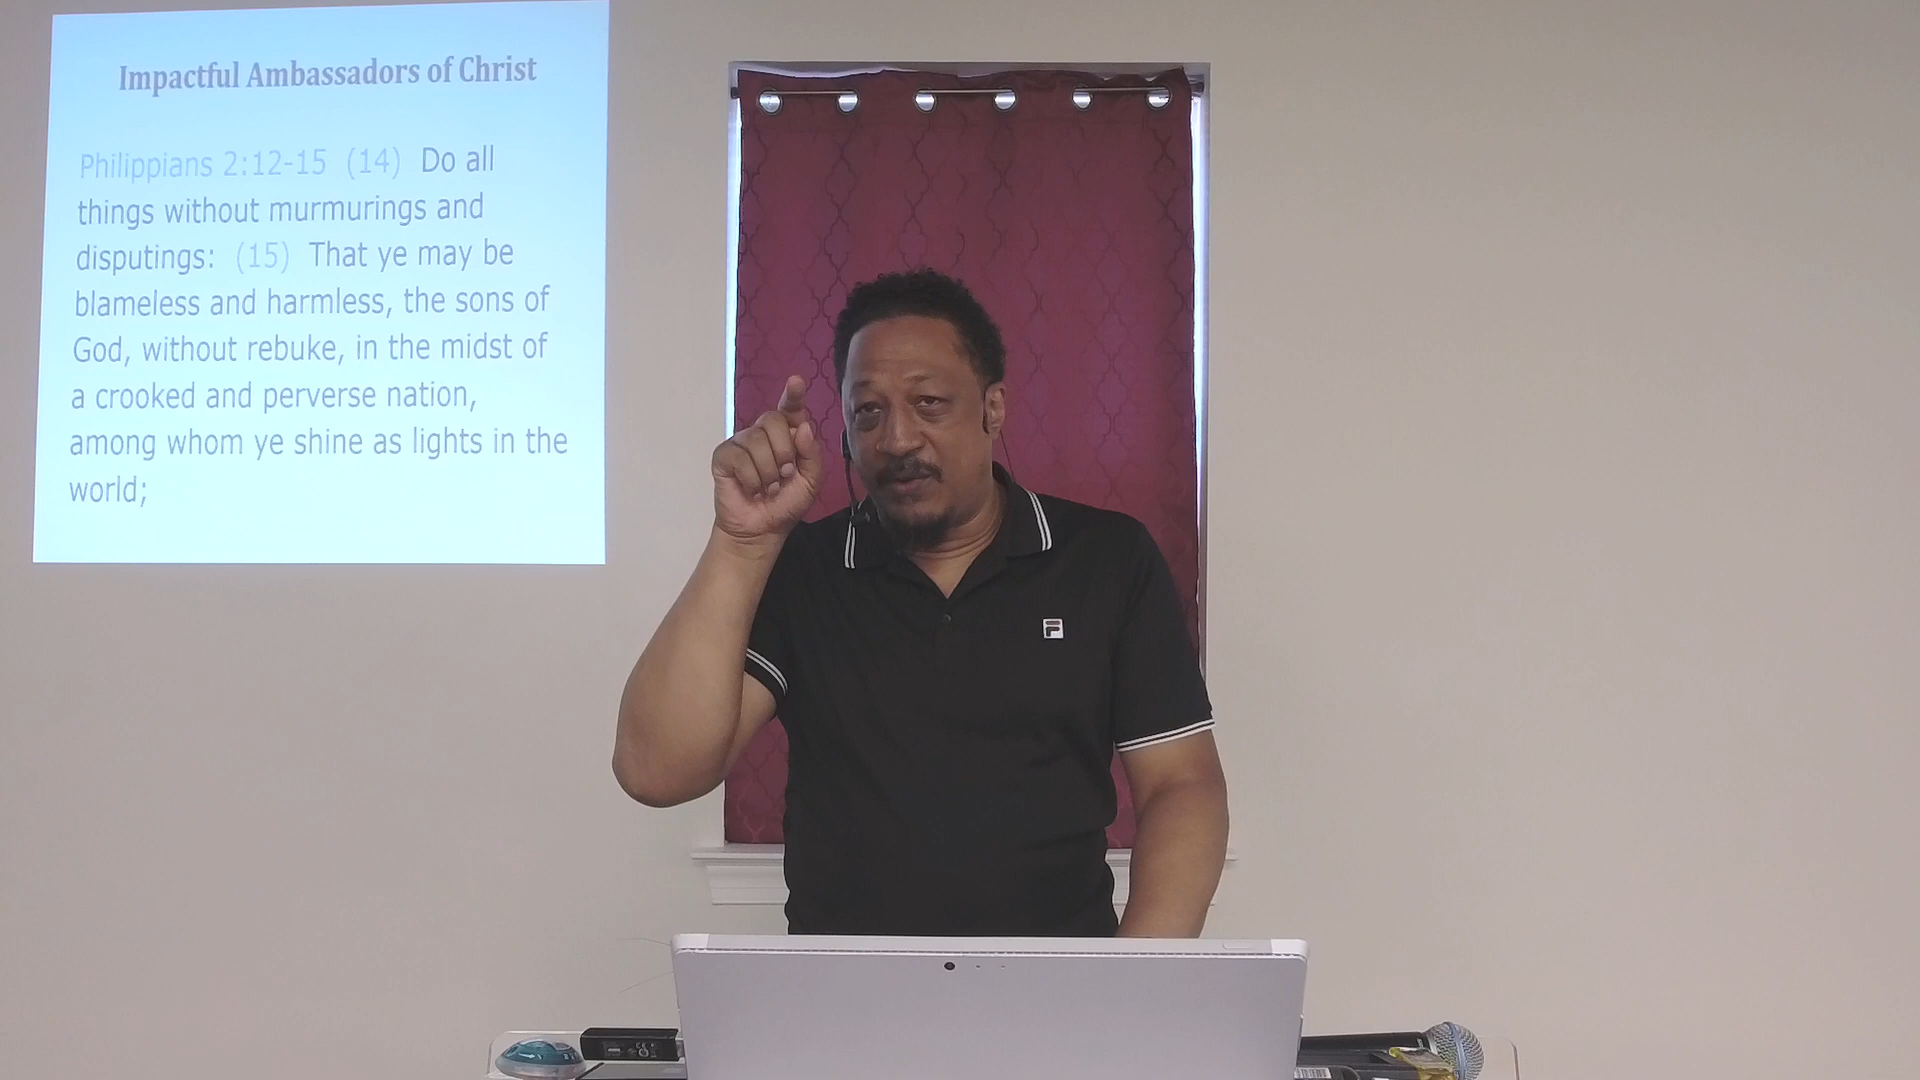 Impactful Ambassadors of Christ
Philippians 2:12-15 (14) Do all
things without murmurings and
disputings: (15) That ye may be
blameless and harmless, the sons of
God, without rebuke, in the midst of
a crooked and perverse nation,
among whom ye shine as lights in the
world;